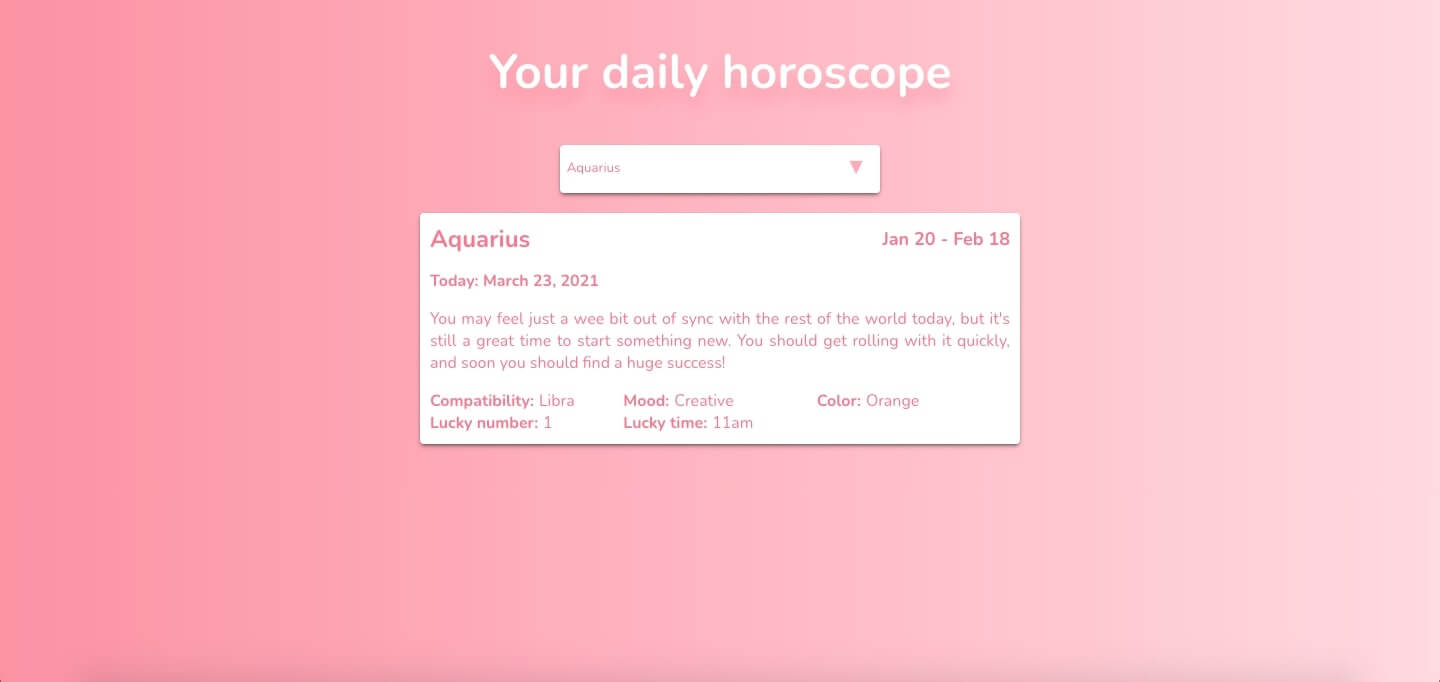 Your daily horoscope
Aquarius
Aquarius Jan 20 - Feb 18
Today: March 23, 2021
You may feel just a wee bit out of sync with the rest of the world today, but it's
still a great time to start something new. You should get rolling with it quickly,
and soon you should find a huge success!
Compatibility: Libra Mood: Creative Color: Orange
Lucky number: 1 Lucky time: 11am